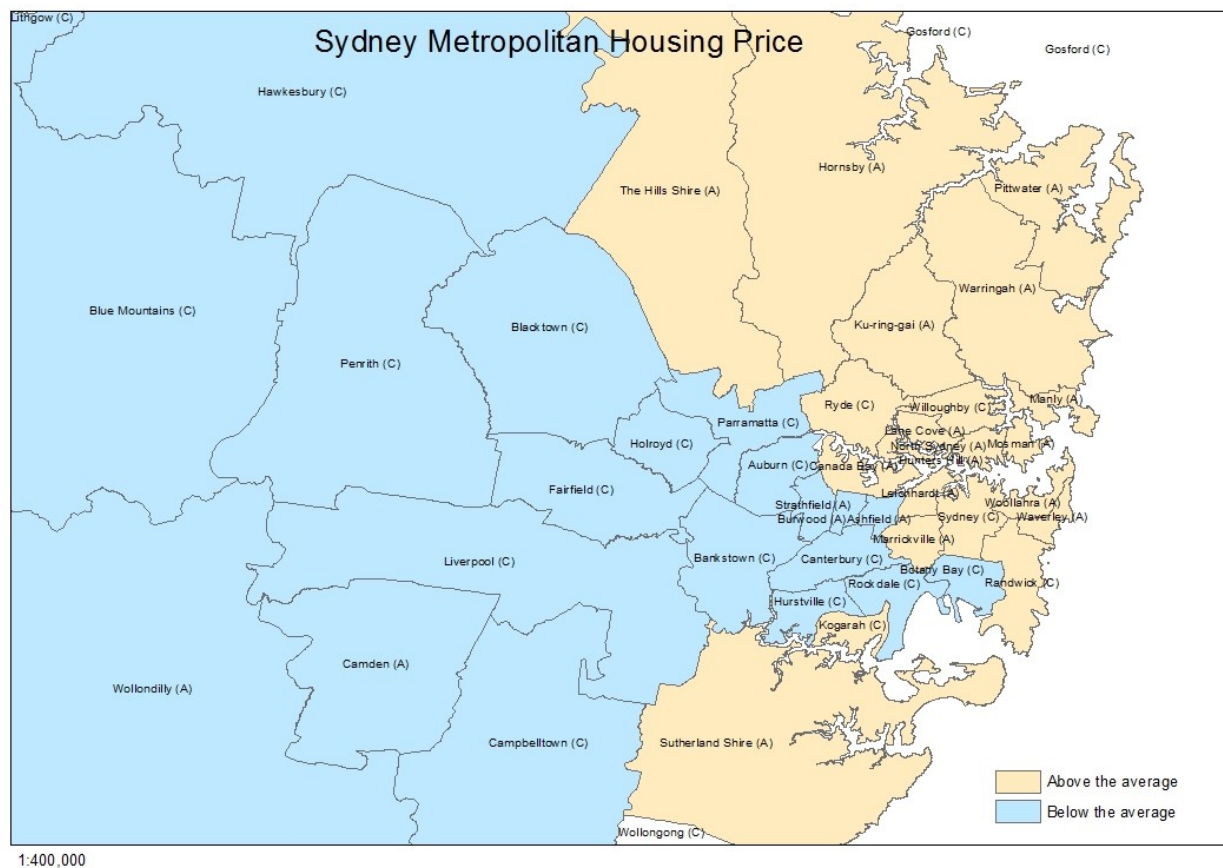 Lithgow (C)
Sydney Metropolitan Housing Price
Gosford (C)
Gosford (C)
Hawkesbury (C)
Hornsby (A)
The Hills Shire (A)
Pittwater (A)
Warringah (A)
Blue Mountains (C)
Blacktown (C)
Ku-ring-gai (A)
Penrith (C)
Manly (A)
Ryde (C)
Willoughby (C)
Parramatta (C)
Lane Cove (A)
Holroyd (C)
North Sydney (A)
Mosman (A)
Hunters Hill (A)
Auburn (C)
Canada Bay (A)
Fairfield (C)
Leichhardt (A)
Strathfield (A)
Woollahra (A)
Burwood (A)
Ashfield (A)
Sydney (C)
Waverley (A)
Marrickville (A)
Bankstown (C)
Canterbury (C)
Liverpool (C)
Botany Bay (C)
Rockdale (C)
Randwick (C)
Hurstville (C)
Kogarah (C)
Camden (A)
Wollondilly (A)
Campbelltown (C)
Sutherland Shire (A)
Above the average
Below the average
Wollongong (C)
1:400,000